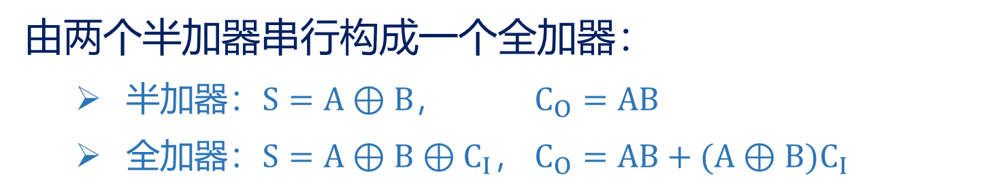 由两个半加器串行构成一个全加器：
➢ 半加器：S = A ⊕ B， C_O = AB
➢ 全加器：S = A ⊕ B ⊕ C_I， C_O = AB + (A ⊕ B)C_I